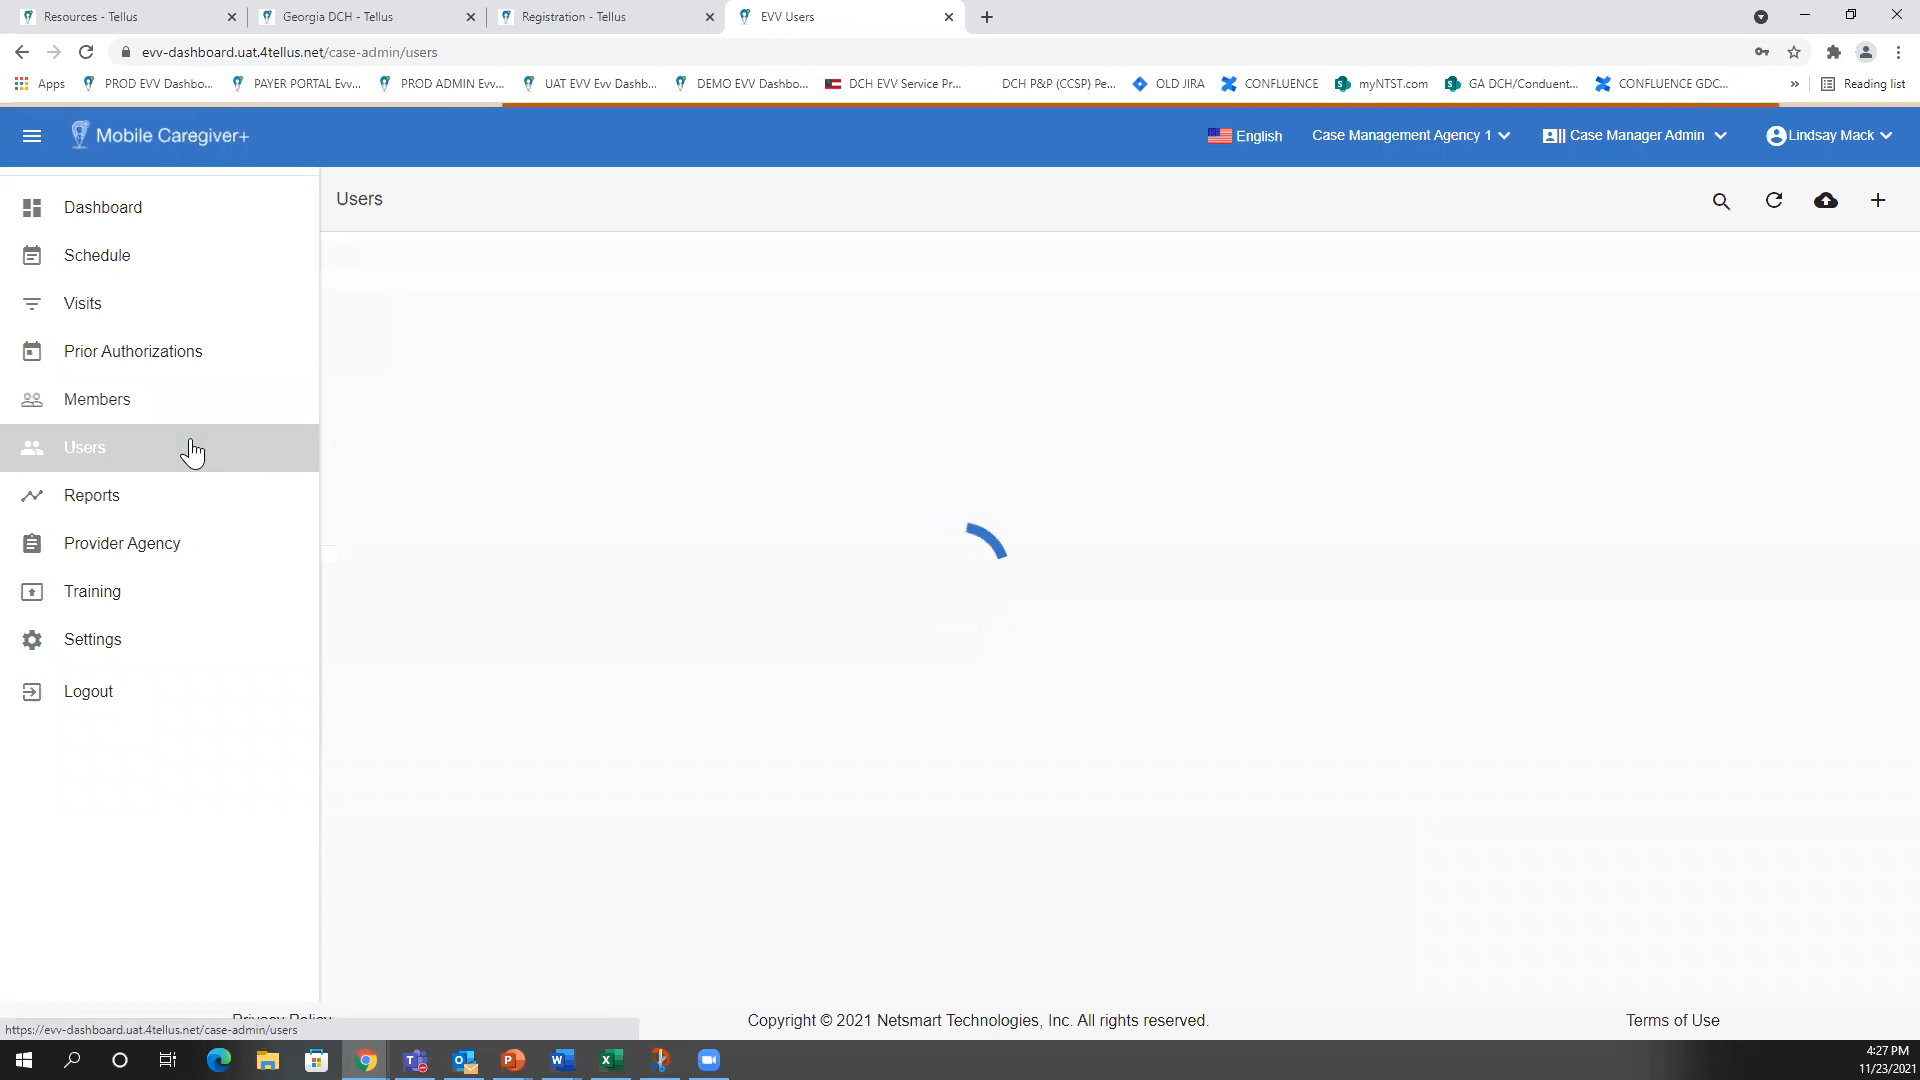 Resources - Tellus
Georgia DCH - Tellus
Registration - Tellus
EVV Users
evv-dashboard.uat.4tellus.net/case-admin/users
Apps
PROD EVV Dashbo...
PAYER PORTAL Evv...
PROD ADMIN Evv...
UAT EVV Evv Dashb...
DEMO EVV Dashbo...
DCH EVV Service Pr...
DCH P&P (CCSP) Pe...
OLD JIRA
CONFLUENCE
myNTST.com
GA DCH/Conduent...
CONFLUENCE GDC...
»
Reading list
Mobile Caregiver+
English
Case Management Agency 1
Case Manager Admin
Lindsay Mack
Users
Dashboard
Schedule
Visits
Prior Authorizations
Members
Users
Reports
Provider Agency
Training
Settings
Logout
Privacy Policy
Copyright © 2021 Netsmart Technologies, Inc. All rights reserved.
Terms of Use
https://evv-dashboard.uat.4tellus.net/case-admin/users
4:27 PM
11/23/2021